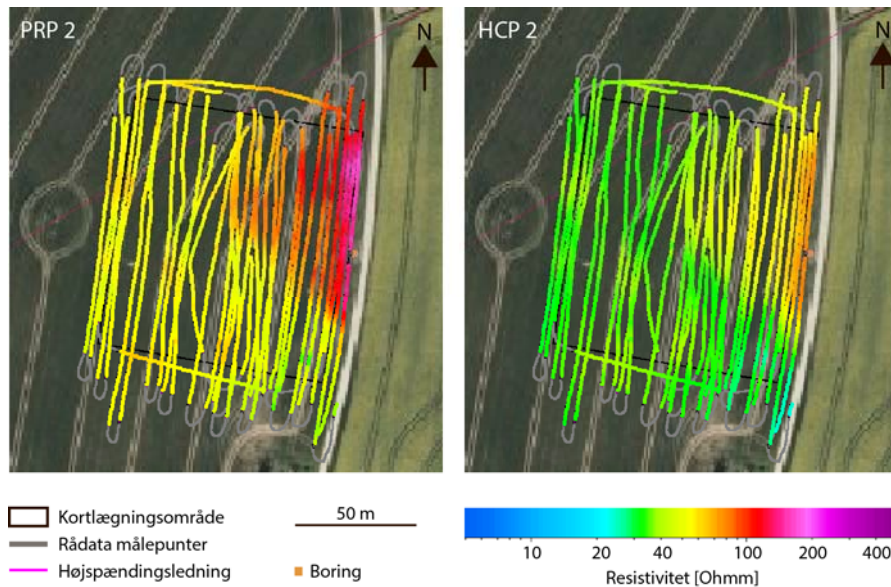 PRP 2
N
HCP 2
N
Kortlægningsområde
Rådata målepunter
Højspændingsledning
50 m
Boring
10 20 40 100 200 400
Resistivitet [Ohmm]